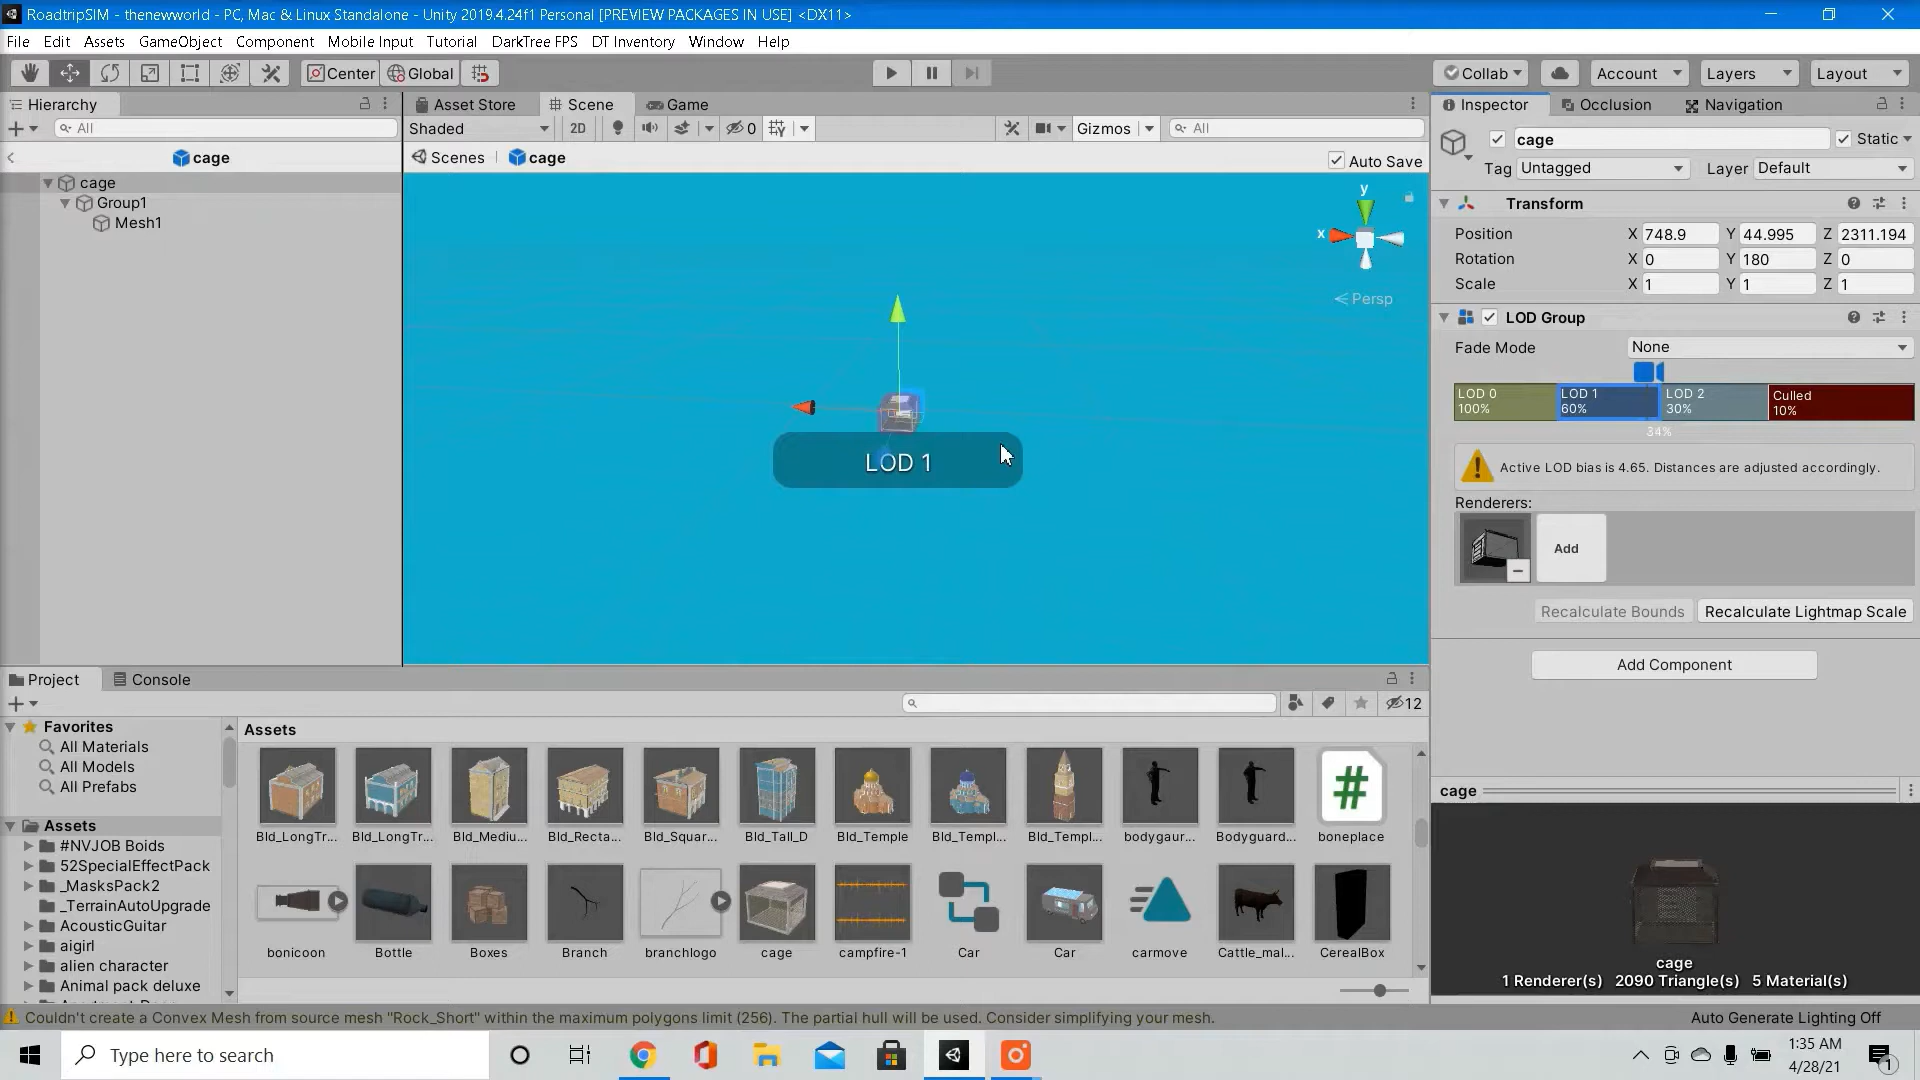 RoadtripSIM - thenewworld - PC, Mac & Linux Standalone - Unity 2019.4.24f1 Personal [PREVIEW PACKAGES IN USE] <DX11>
File Edit Assets GameObject Component Mobile Input Tutorial DarkTree FPS DT Inventory Window Help
Center Global Collab Account Layers Layout
Hierarchy Asset Store Scene Game Inspector Occlusion Navigation
All Shaded 2D 0 Gizmos All
cage Static
cage Scenes cage Auto Save
Tag Untagged Layer Default
cage
Group1
Mesh1
y
x
Persp
LOD 1
Transform
Position X 748.9 Y 44.995 Z 2311.194
Rotation X 0 Y 180 Z 0
Scale X 1 Y 1 Z 1
LOD Group
Fade Mode None
LOD 0 LOD 1 LOD 2 Culled
100% 60% 30% 10%
34%
Active LOD bias is 4.65. Distances are adjusted accordingly.
Renderers:
Add
Recalculate Bounds Recalculate Lightmap Scale
Add Component
Project Console
12
Favorites
All Materials
All Models
All Prefabs
Assets
#NVJOB Boids
52SpecialEffectPack
_MasksPack2
_TerrainAutoUpgrade
AcousticGuitar
aigirl
alien character
Animal pack deluxe
Assets
Bld_LongTr... Bld_LongTr... Bld_Mediu... Bld_Recta... Bld_Squar... Bld_Tall_D Bld_Temple Bld_Templ... Bld_Templ... bodygaur... Bodyguard... boneplace
bonicoon Bottle Boxes Branch branchlogo cage campfire-1 Car Car carmove Cattle_mal... CerealBox
cage
cage
1 Renderer(s) 2090 Triangle(s) 5 Material(s)
Couldn't create a Convex Mesh from source mesh "Rock_Short" within the maximum polygons limit (256). The partial hull will be used. Consider simplifying your mesh.
Auto Generate Lighting Off
Type here to search
1:35 AM
4/28/21
1